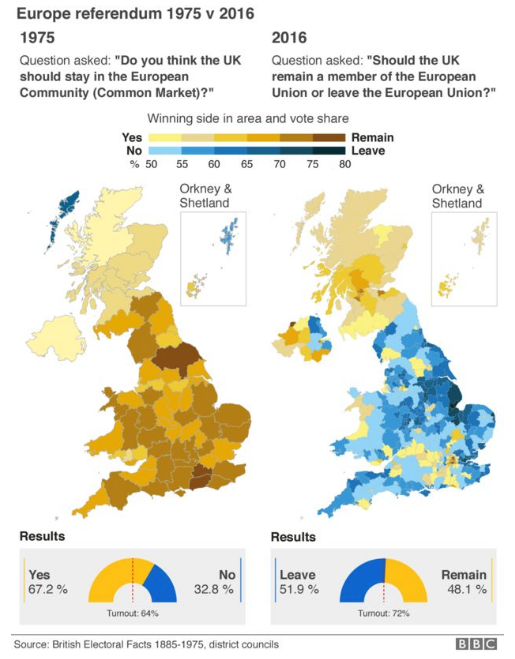 Europe referendum 1975 v 2016
1975
Question asked: "Do you think the UK
should stay in the European
Community (Common Market)?"
2016
Question asked: "Should the UK
remain a member of the European
Union or leave the European Union?"
Winning side in area and vote share
Yes Remain
No Leave
% 50 55 60 65 70 75 80
Orkney &
Shetland
Orkney &
Shetland
Results
Yes
67.2 %
No
32.8 %
Turnout: 64%
Results
Leave
51.9 %
Remain
48.1 %
Turnout: 72%
Source: British Electoral Facts 1885-1975, district councils
BBC